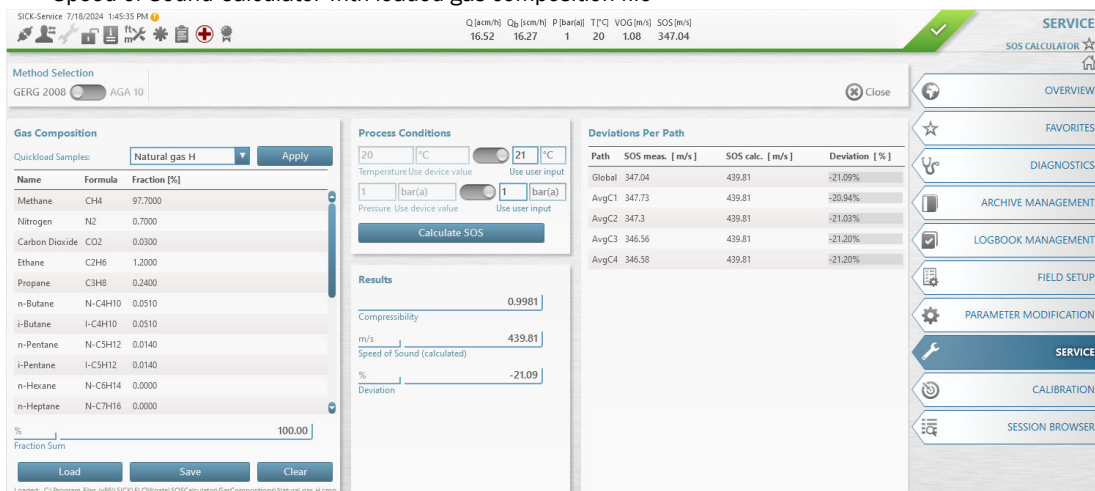 Speed of Sound Calculator with loaded gas composition file
SICK-Service 7/18/2024 1:45:35 PM
Q [acm/h] Qb [scm/h] P [bar(a)] T [°C] VOG [m/s] SOS [m/s]
16.52 16.27 1 20 1.08 347.04
SERVICE
SOS CALCULATOR
Method Selection
GERG 2008 AGA 10
Close
Gas Composition
Quickload Samples: Natural gas H Apply
Name Formula Fraction [%]
Methane CH4 97.7000
Nitrogen N2 0.7000
Carbon Dioxide CO2 0.0300
Ethane C2H6 1.2000
Propane C3H8 0.2400
n-Butane N-C4H10 0.0510
i-Butane I-C4H10 0.0510
n-Pentane N-C5H12 0.0140
i-Pentane I-C5H12 0.0140
n-Hexane N-C6H14 0.0000
n-Heptane N-C7H16 0.0000
% 100.00
Fraction Sum
Load Save Clear
Process Conditions
20 °C 21 °C
Temperature Use device value Use user input
1 bar(a) 1 bar(a)
Pressure Use device value Use user input
Calculate SOS
Results
0.9981
Compressibility
m/s 439.81
Speed of Sound (calculated)
% -21.09
Deviation
Deviations Per Path
Path SOS meas. [m/s] SOS calc. [m/s] Deviation [%]
Global 347.04 439.81 -21.09%
AvgC1 347.73 439.81 -20.94%
AvgC2 347.3 439.81 -21.03%
AvgC3 346.56 439.81 -21.20%
AvgC4 346.58 439.81 -21.20%
OVERVIEW
FAVORITES
DIAGNOSTICS
ARCHIVE MANAGEMENT
LOGBOOK MANAGEMENT
FIELD SETUP
PARAMETER MODIFICATION
SERVICE
CALIBRATION
SESSION BROWSER